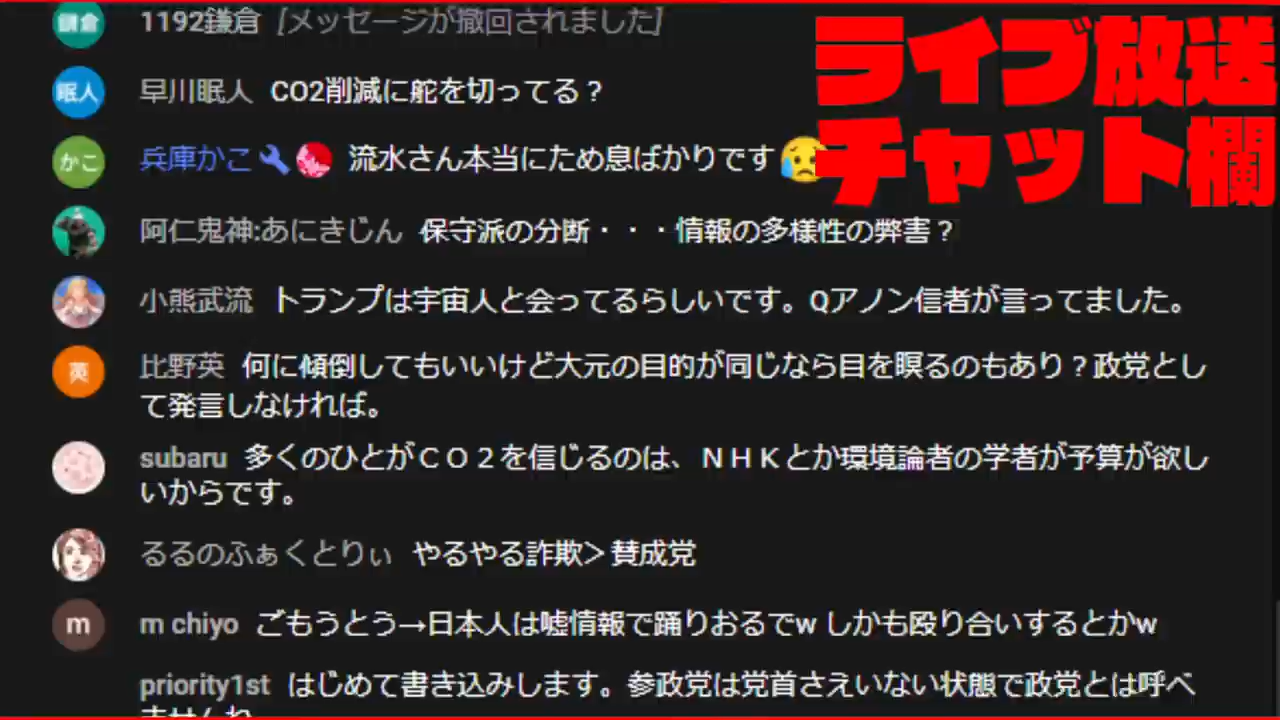 ライブ放送
チャット欄
鎌倉 1192鎌倉 [メッセージが撤回されました]
眠人 早川眠人 CO2削減に舵を切ってる？
かこ 兵庫かこ 流水さん本当にため息ばかりです😥
阿仁鬼神:あにきじん 保守派の分断・・・情報の多様性の弊害？
小熊武流 トランプは宇宙人と会ってるらしいです。Qアノン信者が言ってました。
英 比野英 何に傾倒してもいいけど大元の目的が同じなら目を瞑るのもあり？政党とし
て発言しなければ。
subaru 多くのひとがＣＯ２を信じるのは、ＮＨＫとか環境論者の学者が予算が欲し
いからです。
るるのふぁくとりぃ やるやる詐欺＞賛成党
m m chiyo ごもうとう→日本人は嘘情報で踊りおるでw しかも殴り合いするとかw
priority1st はじめて書き込みします。参政党は党首さえいない状態で政党とは呼べ
ませんね